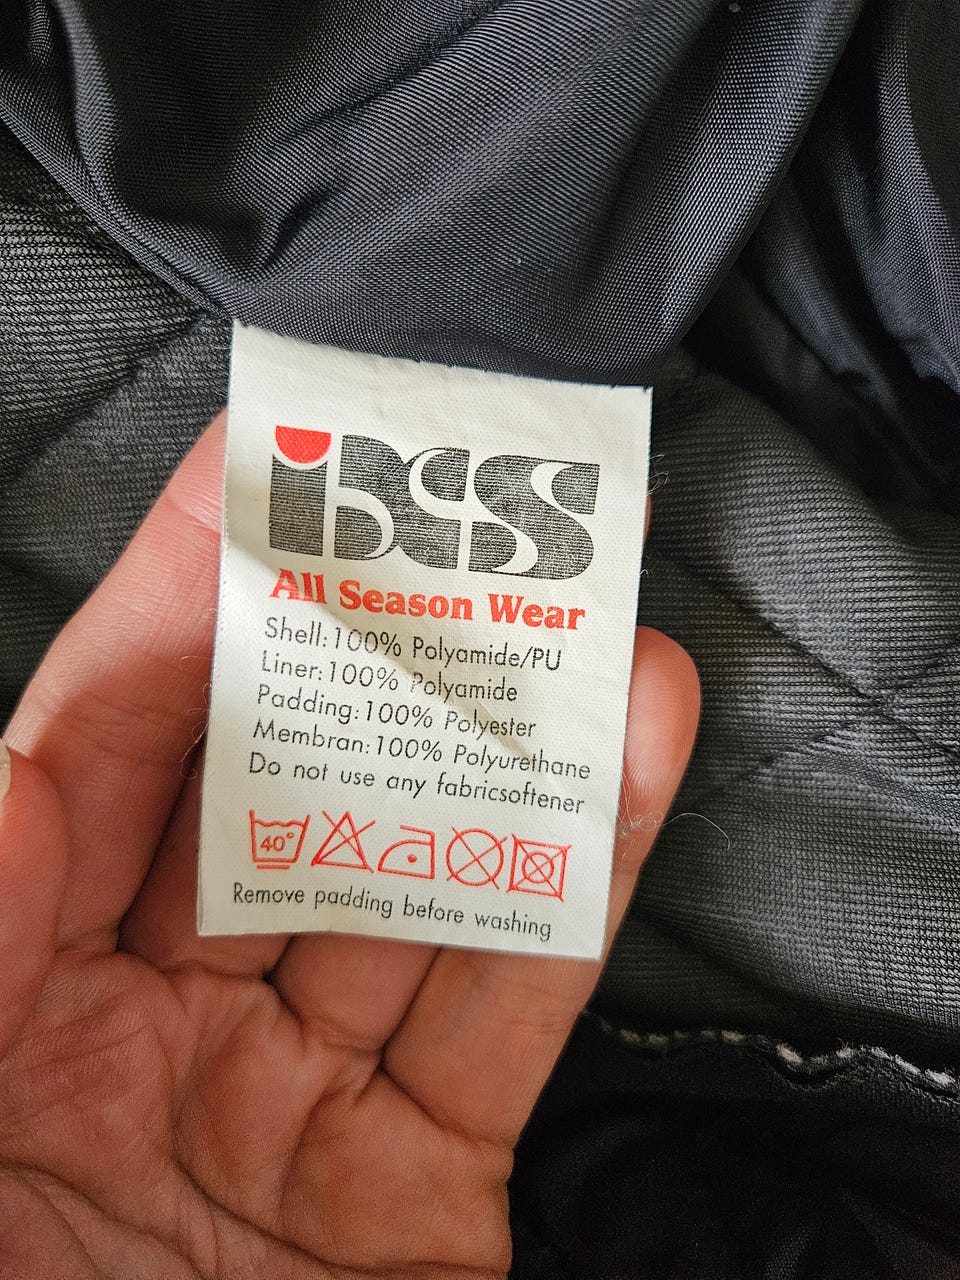 ixs
All Season Wear
Shell: 100% Polyamide/PU
Liner: 100% Polyamide
Padding: 100% Polyester
Membran: 100% Polyurethane
Do not use any fabricsoftener
40°
Remove padding before washing